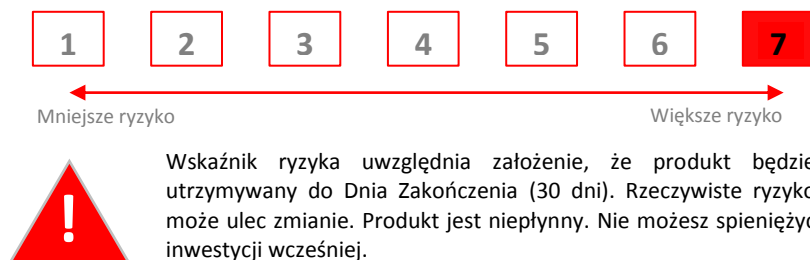 1 2 3 4 5 6 7
Mniejsze ryzyko Większe ryzyko
Wskaźnik ryzyka uwzględnia założenie, że produkt będzie
utrzymywany do Dnia Zakończenia (30 dni). Rzeczywiste ryzyko
może ulec zmianie. Produkt jest niepłynny. Nie możesz spieniężyć
inwestycji wcześniej.
!